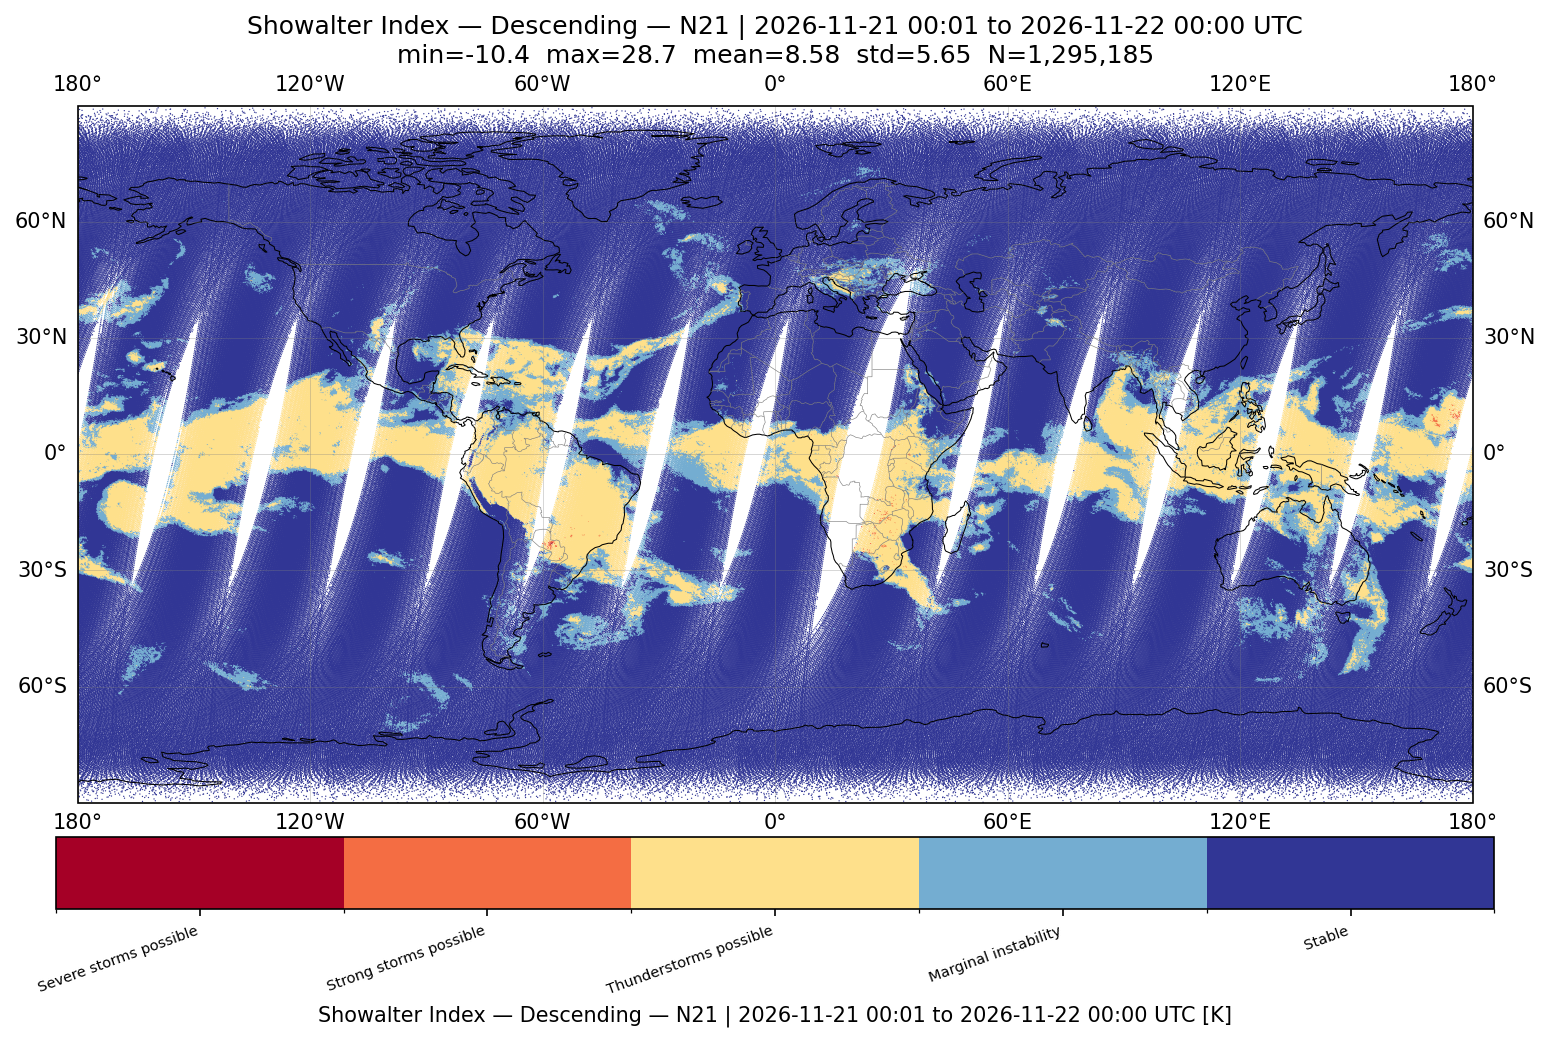 Showalter Index — Descending — N21 | 2026-11-21 00:01 to 2026-11-22 00:00 UTC
min=-10.4  max=28.7  mean=8.58  std=5.65  N=1,295,185
180° 120°W 60°W 0° 60°E 120°E 180°
60°N 60°N
30°N 30°N
0° 0°
30°S 30°S
60°S 60°S
180° 120°W 60°W 0° 60°E 120°E 180°
Severe storms possible
Strong storms possible
Thunderstorms possible
Marginal instability
Stable
Showalter Index — Descending — N21 | 2026-11-21 00:01 to 2026-11-22 00:00 UTC [K]